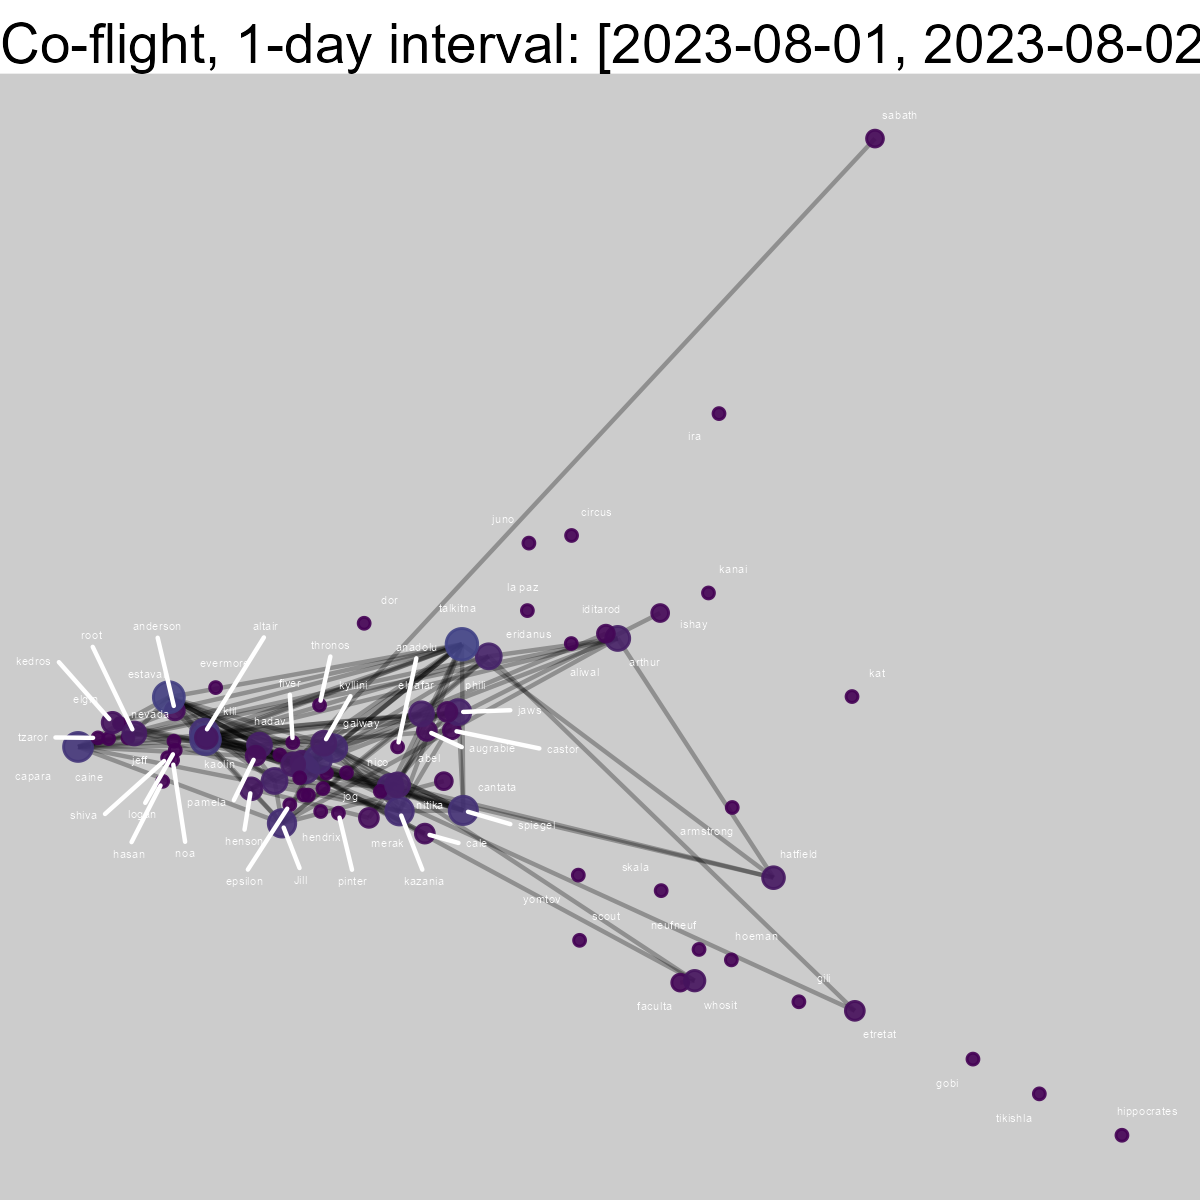 Co-flight, 1-day interval: [2023-08-01, 2023-08-02
sabath
ira
circus
juno
kanai
la paz
dor
talkitna
iditarod
ishay
anderson
altair
root
eridanus
thronos
anadolu
kedros
evermore
arthur
aliwal
estava
kat
fiver
kyllini
elgafar
phili
elgin
nevada
klil
jaws
hadav
galway
tzaror
augrabie
castor
jeff
kaolin
nico
abel
capara
caine
cantata
jog
pamela
nitika
shiva
logan
spiegel
armstrong
henson
hendrix
merak
cale
hasan
noa
hatfield
skala
epsilon
Jill
pinter
kazania
yomtov
scout
neufneuf
hoeman
gili
faculta
whosit
etretat
gobi
hippocrates
tikishla